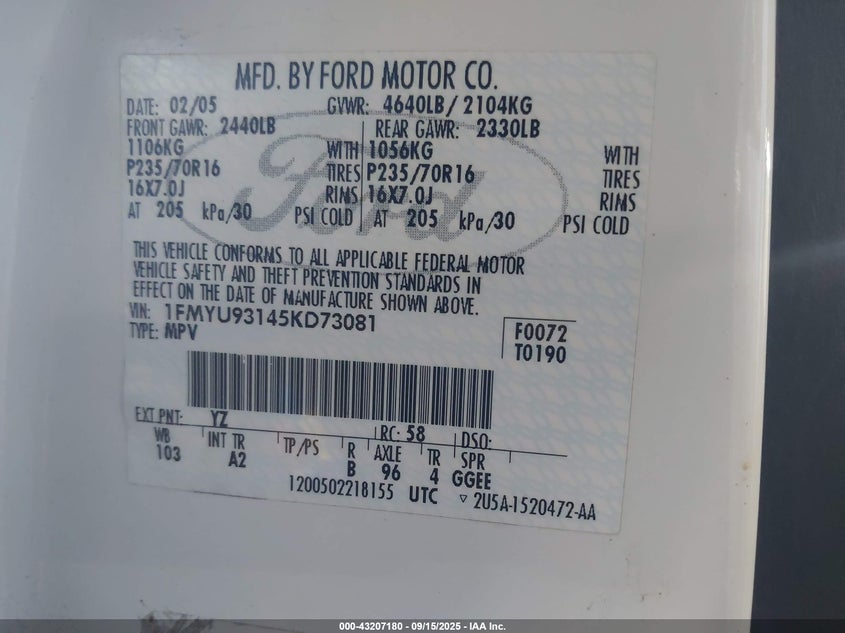 MFD. BY FORD MOTOR CO.
DATE: 02/05 GVWR: 4640LB/ 2104KG
FRONT GAWR: 2440LB REAR GAWR: 2330LB
1106KG WITH 1056KG WITH
P235/70R16 TIRES P235/70R16 TIRES
16X7.0J RIMS 16X7.0J RIMS
AT 205 kPa/30 PSI COLD AT 205 kPa/30 PSI COLD
Ford
THIS VEHICLE CONFORMS TO ALL APPLICABLE FEDERAL MOTOR
VEHICLE SAFETY AND THEFT PREVENTION STANDARDS IN
EFFECT ON THE DATE OF MANUFACTURE SHOWN ABOVE.
VIN: 1FMYU93145KD73081
TYPE: MPV
F0072
T0190
EXT PNT: YZ RC: 58 DSO:
WB INT TR TP/PS R AXLE TR SPR
103 A2 B 96 4 GGEE
1200502218155 UTC ▽ 2U5A-1520472-AA
000-43207180 - 09/15/2025 - IAA Inc.